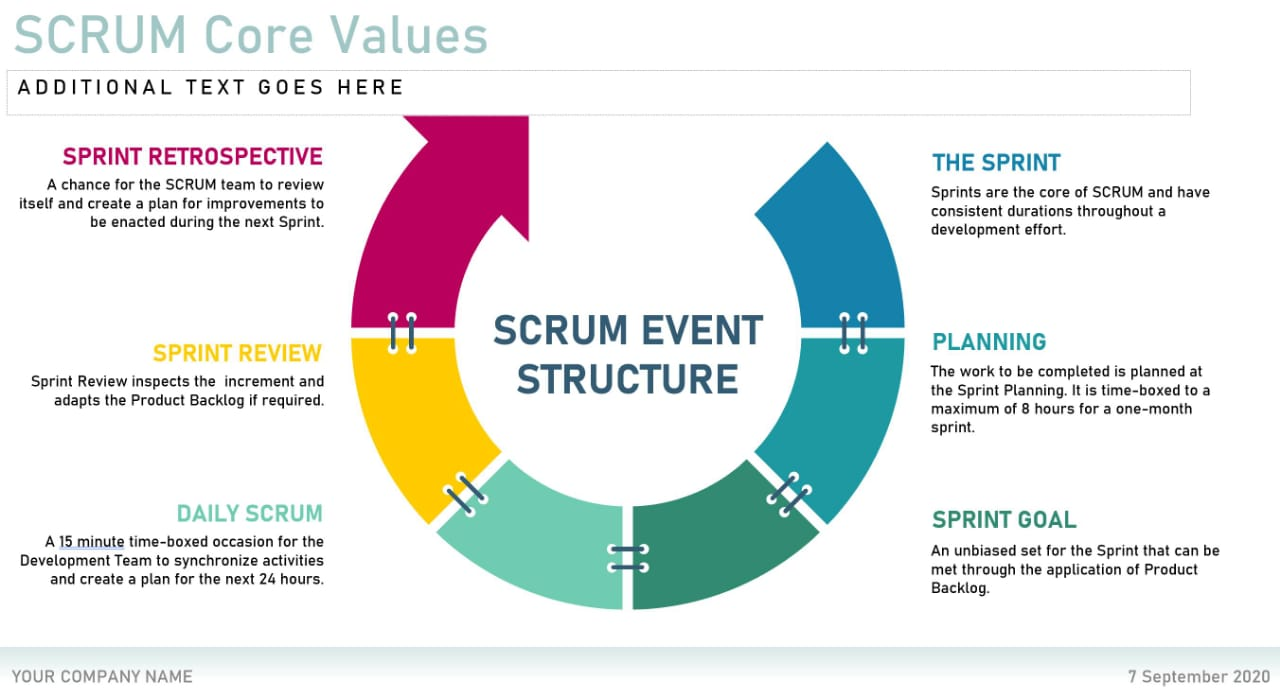 SCRUM Core Values
ADDITIONAL TEXT GOES HERE
SPRINT RETROSPECTIVE
A chance for the SCRUM team to review
itself and create a plan for improvements to
be enacted during the next Sprint.
SPRINT REVIEW
Sprint Review inspects the increment and
adapts the Product Backlog if required.
DAILY SCRUM
A 15 minute time-boxed occasion for the
Development Team to synchronize activities
and create a plan for the next 24 hours.
SCRUM EVENT
STRUCTURE
THE SPRINT
Sprints are the core of SCRUM and have
consistent durations throughout a
development effort.
PLANNING
The work to be completed is planned at
the Sprint Planning. It is time-boxed to a
maximum of 8 hours for a one-month
sprint.
SPRINT GOAL
An unbiased set for the Sprint that can be
met through the application of Product
Backlog.
YOUR COMPANY NAME
7 September 2020